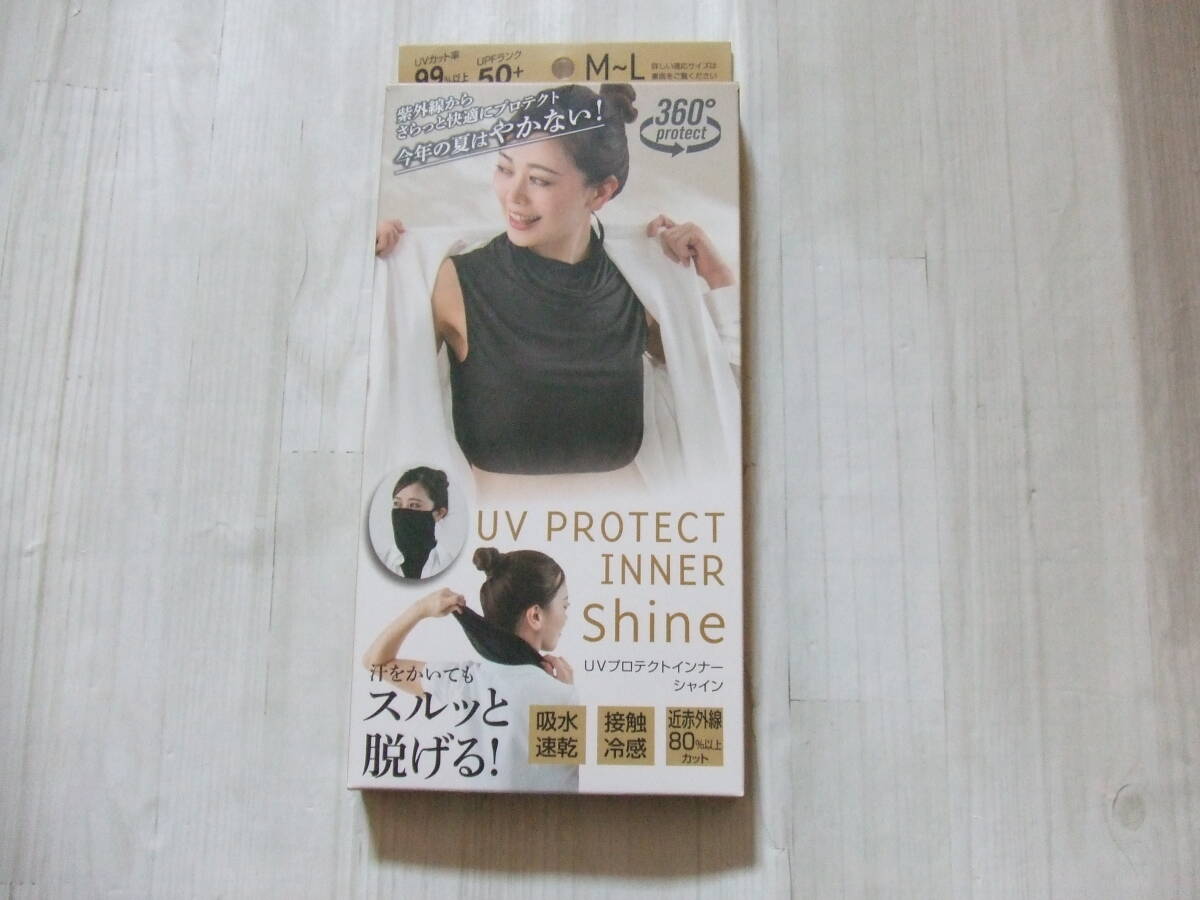 UVカット率
99%以上
UPFランク
50+
M~L
詳しい適応サイズは
裏面をご覧ください
紫外線から
さらっと快適にプロテクト
今年の夏はやかない!
360°
protect
UV PROTECT
INNER
Shine
UVプロテクトインナー
シャイン
汗をかいても
スルッと
脱げる!
吸水
速乾
接触
冷感
近赤外線
80%以上
カット